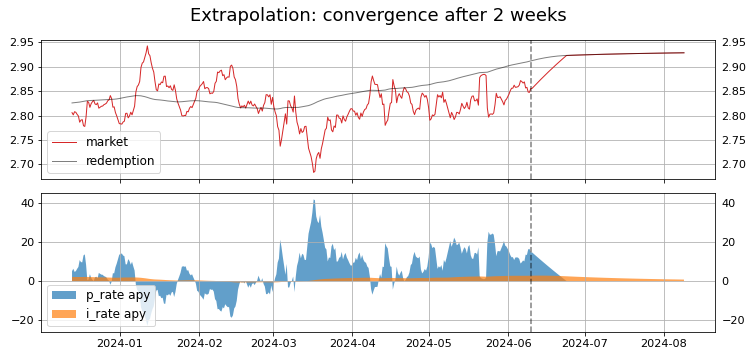 Extrapolation: convergence after 2 weeks
2.95 2.95
2.90 2.90
2.85 2.85
2.80 2.80
2.75 2.75
2.70 2.70
market
redemption
40 40
20 20
0 0
−20 −20
p_rate apy
i_rate apy
2024-01 2024-02 2024-03 2024-04 2024-05 2024-06 2024-07 2024-08